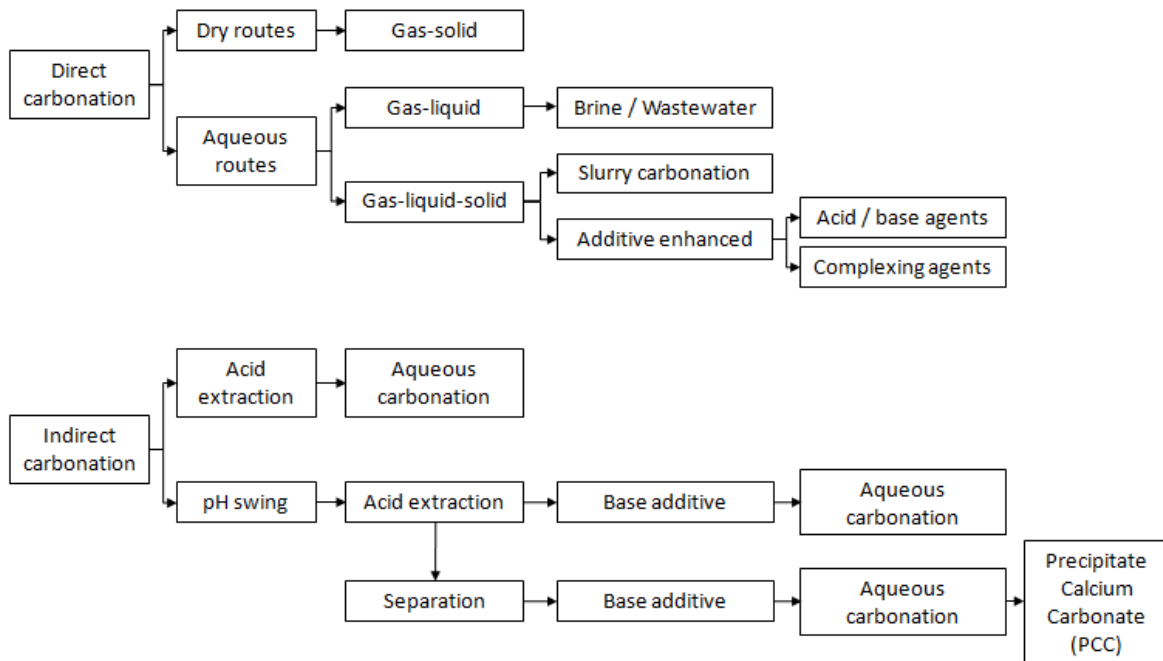 Direct
carbonation
Dry routes
Gas-solid
Aqueous
routes
Gas-liquid
Brine / Wastewater
Gas-liquid-solid
Slurry carbonation
Additive enhanced
Acid / base agents
Complexing agents
Indirect
carbonation
Acid
extraction
Aqueous
carbonation
pH swing
Acid extraction
Base additive
Aqueous
carbonation
Separation
Base additive
Aqueous
carbonation
Precipitate
Calcium
Carbonate
(PCC)